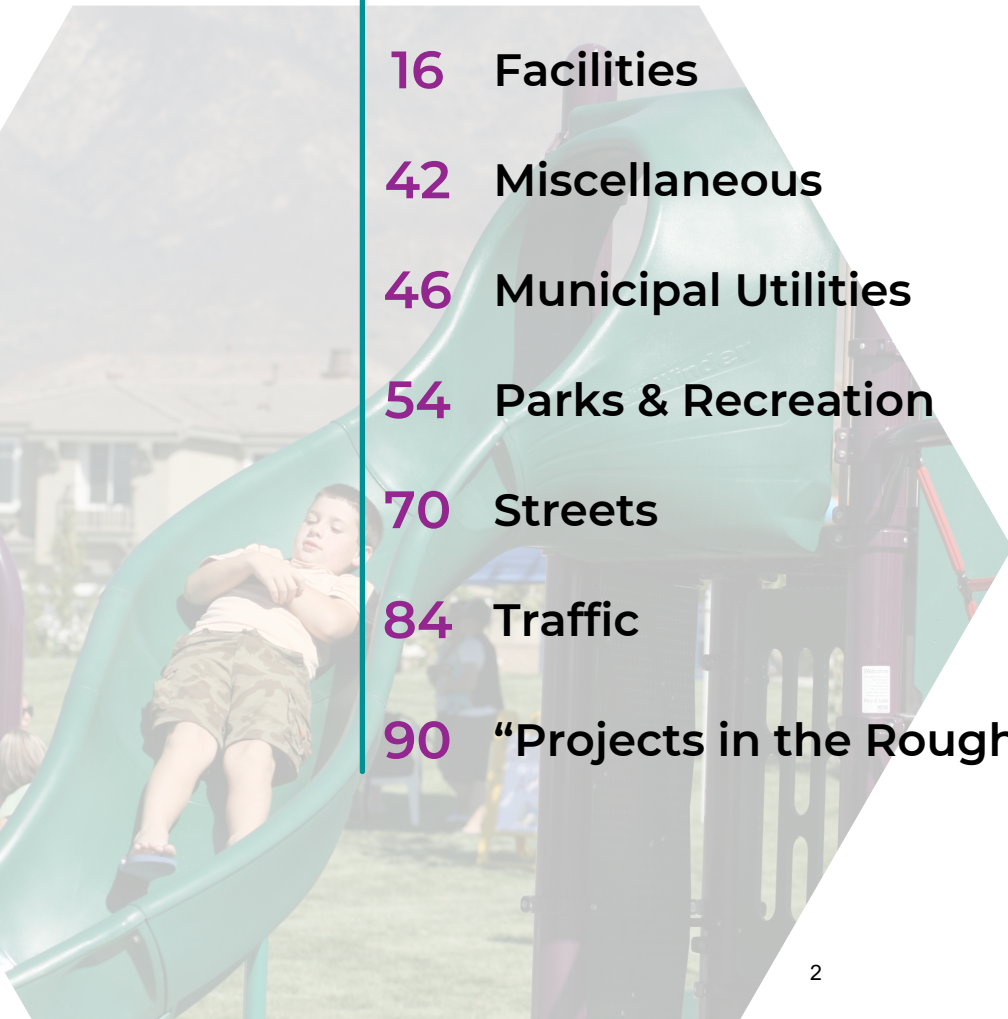 16 Facilities
42 Miscellaneous
46 Municipal Utilities
54 Parks & Recreation
70 Streets
84 Traffic
90 “Projects in the Rough
2